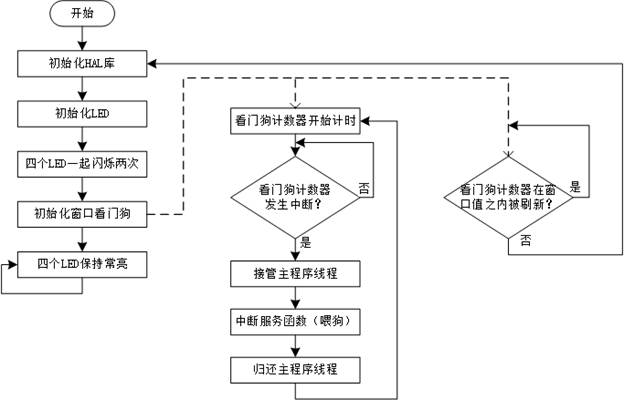 开始
初始化HAL库
初始化LED
四个LED一起闪烁两次
初始化窗口看门狗
四个LED保持常亮
看门狗计数器开始计时
看门狗计数器
发生中断？
否
是
接管主程序线程
中断服务函数（喂狗）
归还主程序线程
看门狗计数器在窗
口值之内被刷新？
是
否